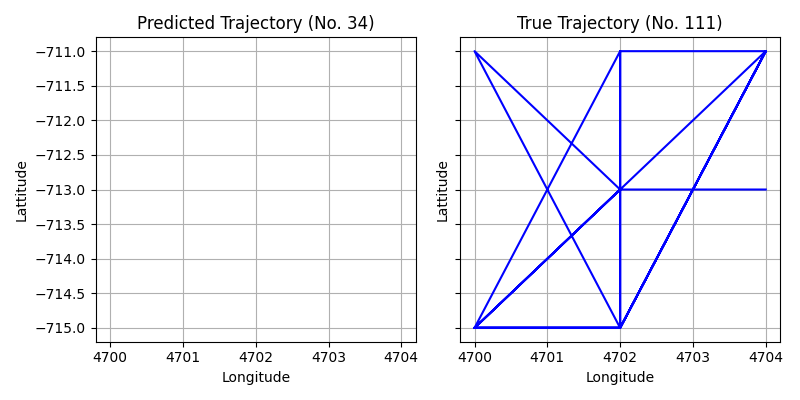 Predicted Trajectory (No. 34)
−711.0
−711.5
−712.0
−712.5
−713.0
−713.5
−714.0
−714.5
−715.0
Lattitude
4700 4701 4702 4703 4704
Longitude
True Trajectory (No. 111)
Lattitude
4700 4701 4702 4703 4704
Longitude